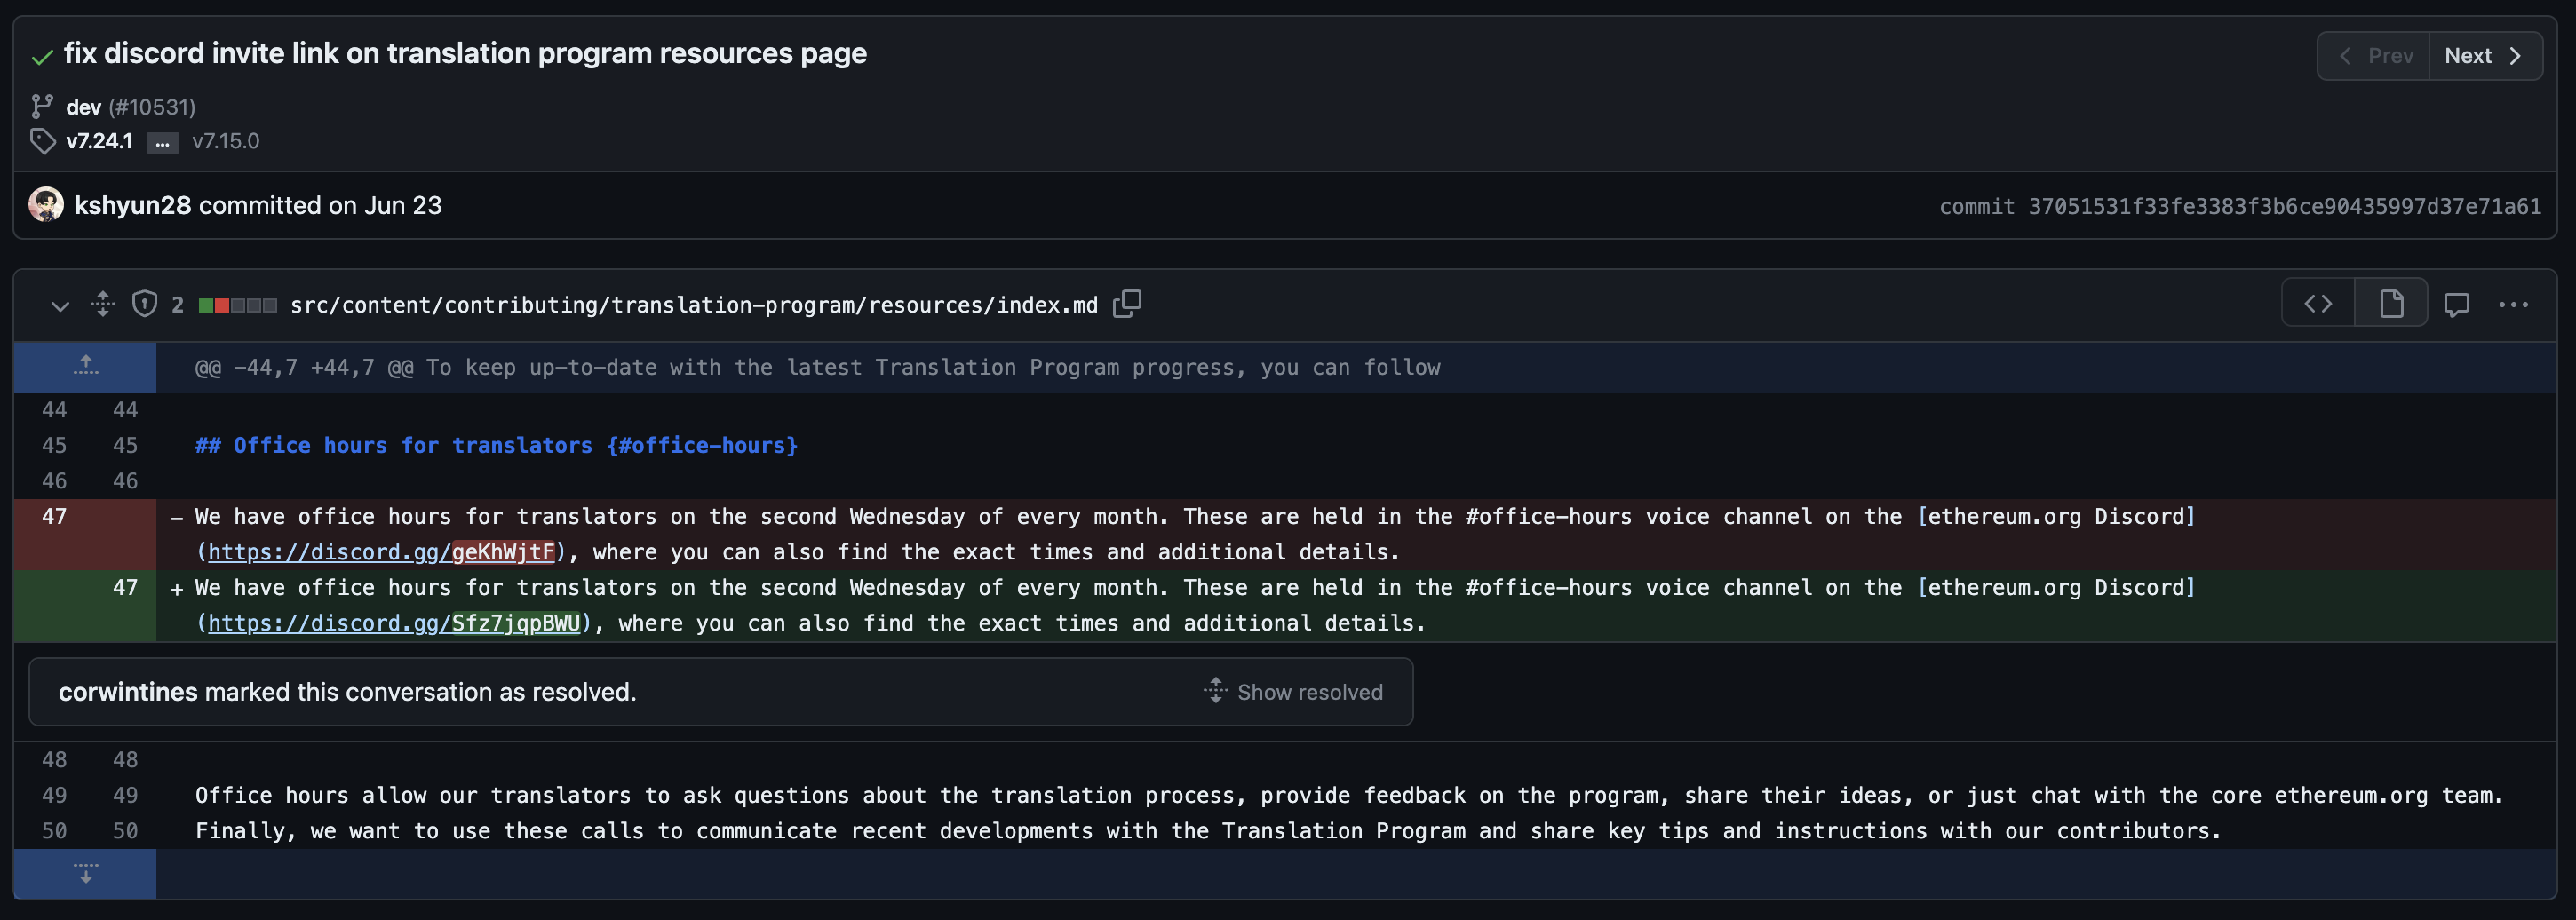 fix discord invite link on translation program resources page
Prev Next
dev (#10531)
v7.24.1 ... v7.15.0
kshyun28 committed on Jun 23
commit 37051531f33fe3383f3b6ce90435997d37e71a61
2 src/content/contributing/translation-program/resources/index.md
@@ -44,7 +44,7 @@ To keep up-to-date with the latest Translation Program progress, you can follow
44 44
45 45 ## Office hours for translators {#office-hours}
46 46
47 - We have office hours for translators on the second Wednesday of every month. These are held in the #office-hours voice channel on the [ethereum.org Discord]
(https://discord.gg/geKhWjtF), where you can also find the exact times and additional details.
47 + We have office hours for translators on the second Wednesday of every month. These are held in the #office-hours voice channel on the [ethereum.org Discord]
(https://discord.gg/Sfz7jqpBWU), where you can also find the exact times and additional details.
corwintines marked this conversation as resolved. Show resolved
48 48
49 49 Office hours allow our translators to ask questions about the translation process, provide feedback on the program, share their ideas, or just chat with the core ethereum.org team.
50 50 Finally, we want to use these calls to communicate recent developments with the Translation Program and share key tips and instructions with our contributors.